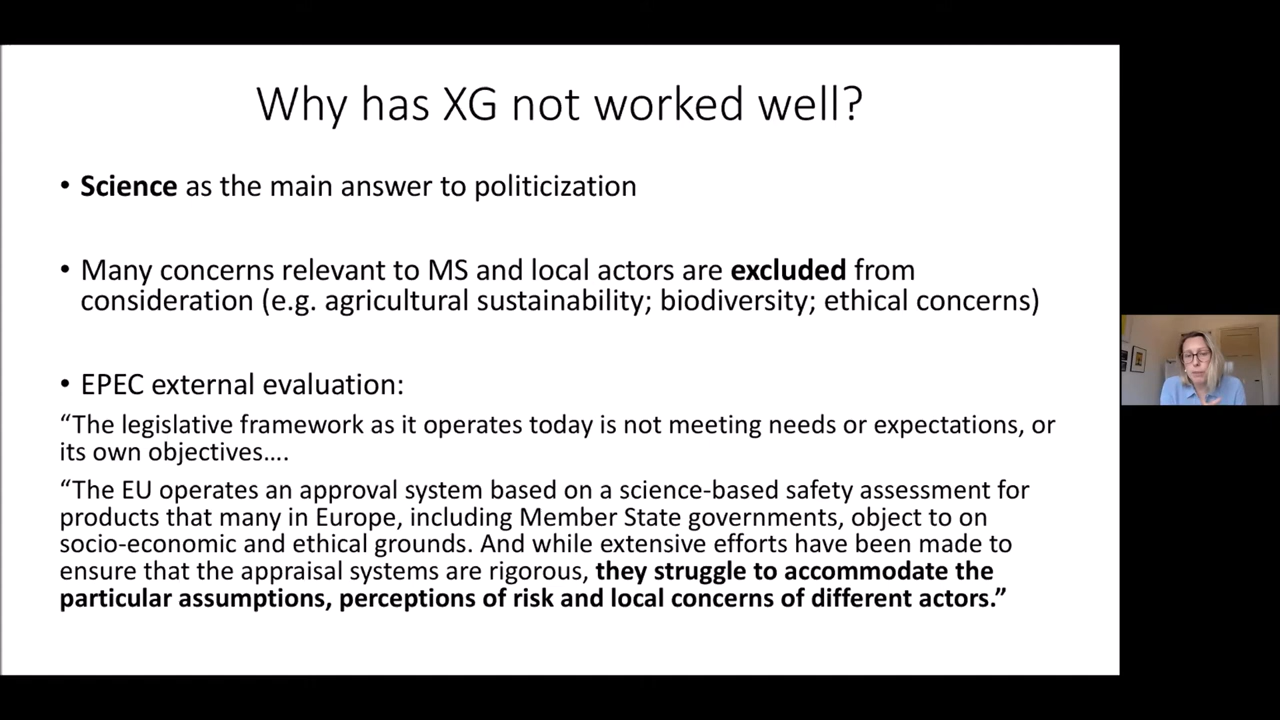 Why has XG not worked well?
• Science as the main answer to politicization
• Many concerns relevant to MS and local actors are excluded from
consideration (e.g. agricultural sustainability; biodiversity; ethical concerns)
• EPEC external evaluation:
“The legislative framework as it operates today is not meeting needs or expectations, or
its own objectives….
“The EU operates an approval system based on a science-based safety assessment for
products that many in Europe, including Member State governments, object to on
socio-economic and ethical grounds. And while extensive efforts have been made to
ensure that the appraisal systems are rigorous, they struggle to accommodate the
particular assumptions, perceptions of risk and local concerns of different actors.”